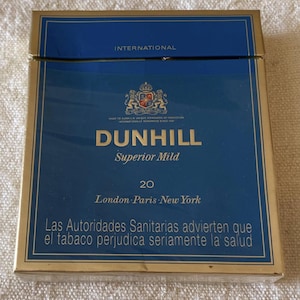 INTERNATIONAL
DUNHILL
Superior Mild
20
London·Paris·New York
Las Autoridades Sanitarias advierten que
el tabaco perjudica seriamente la salud